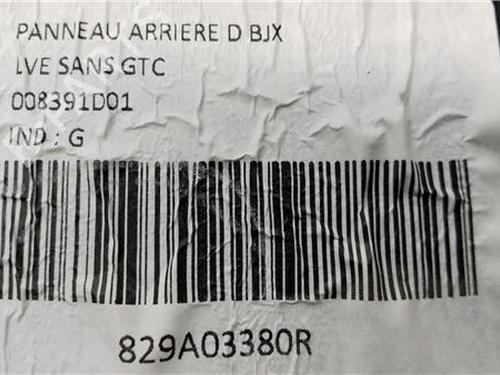 PANNEAU ARRIERE D BJX
LVE SANS GTC
008391D01
IND : G
829A03380R